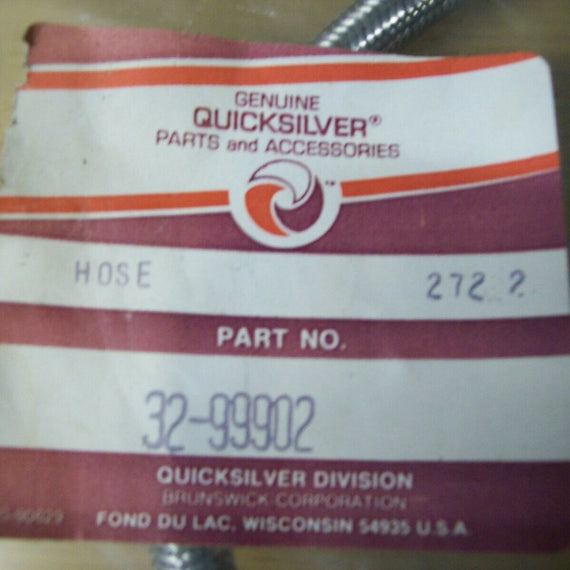 GENUINE
QUICKSILVER®
PARTS and ACCESSORIES
™
HOSE 272 2
PART NO.
32-99902
QUICKSILVER DIVISION
BRUNSWICK CORPORATION
FOND DU LAC, WISCONSIN 54935 U.S.A.